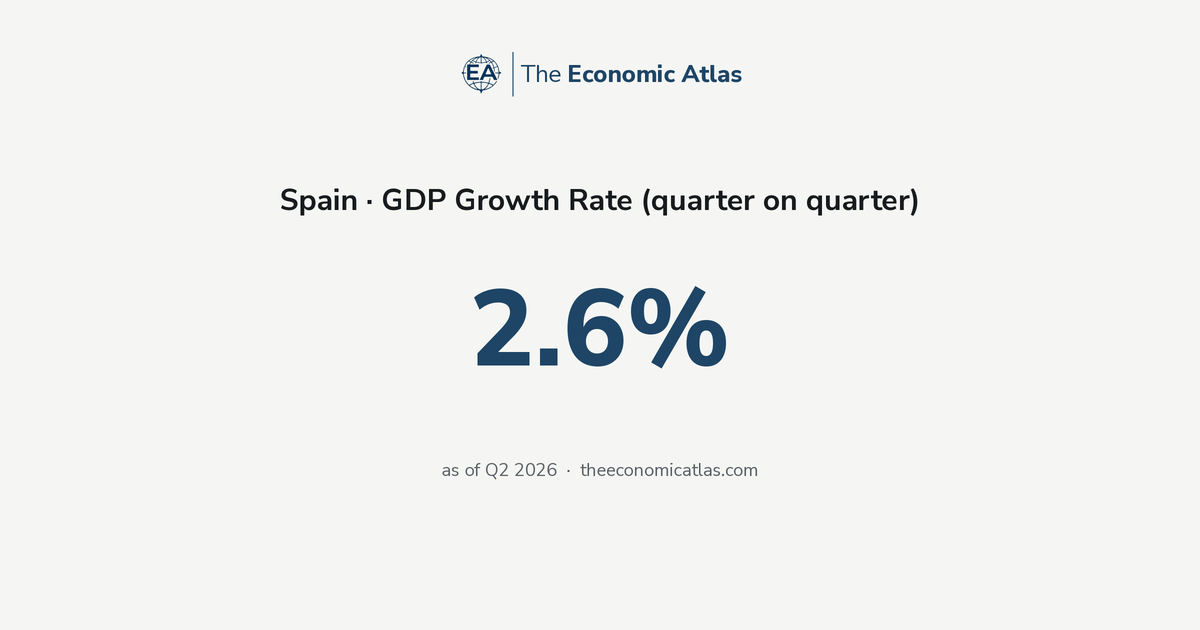 EA The Economic Atlas
Spain · GDP Growth Rate (quarter on quarter)
2.6%
as of Q2 2026 · theeconomicatlas.com